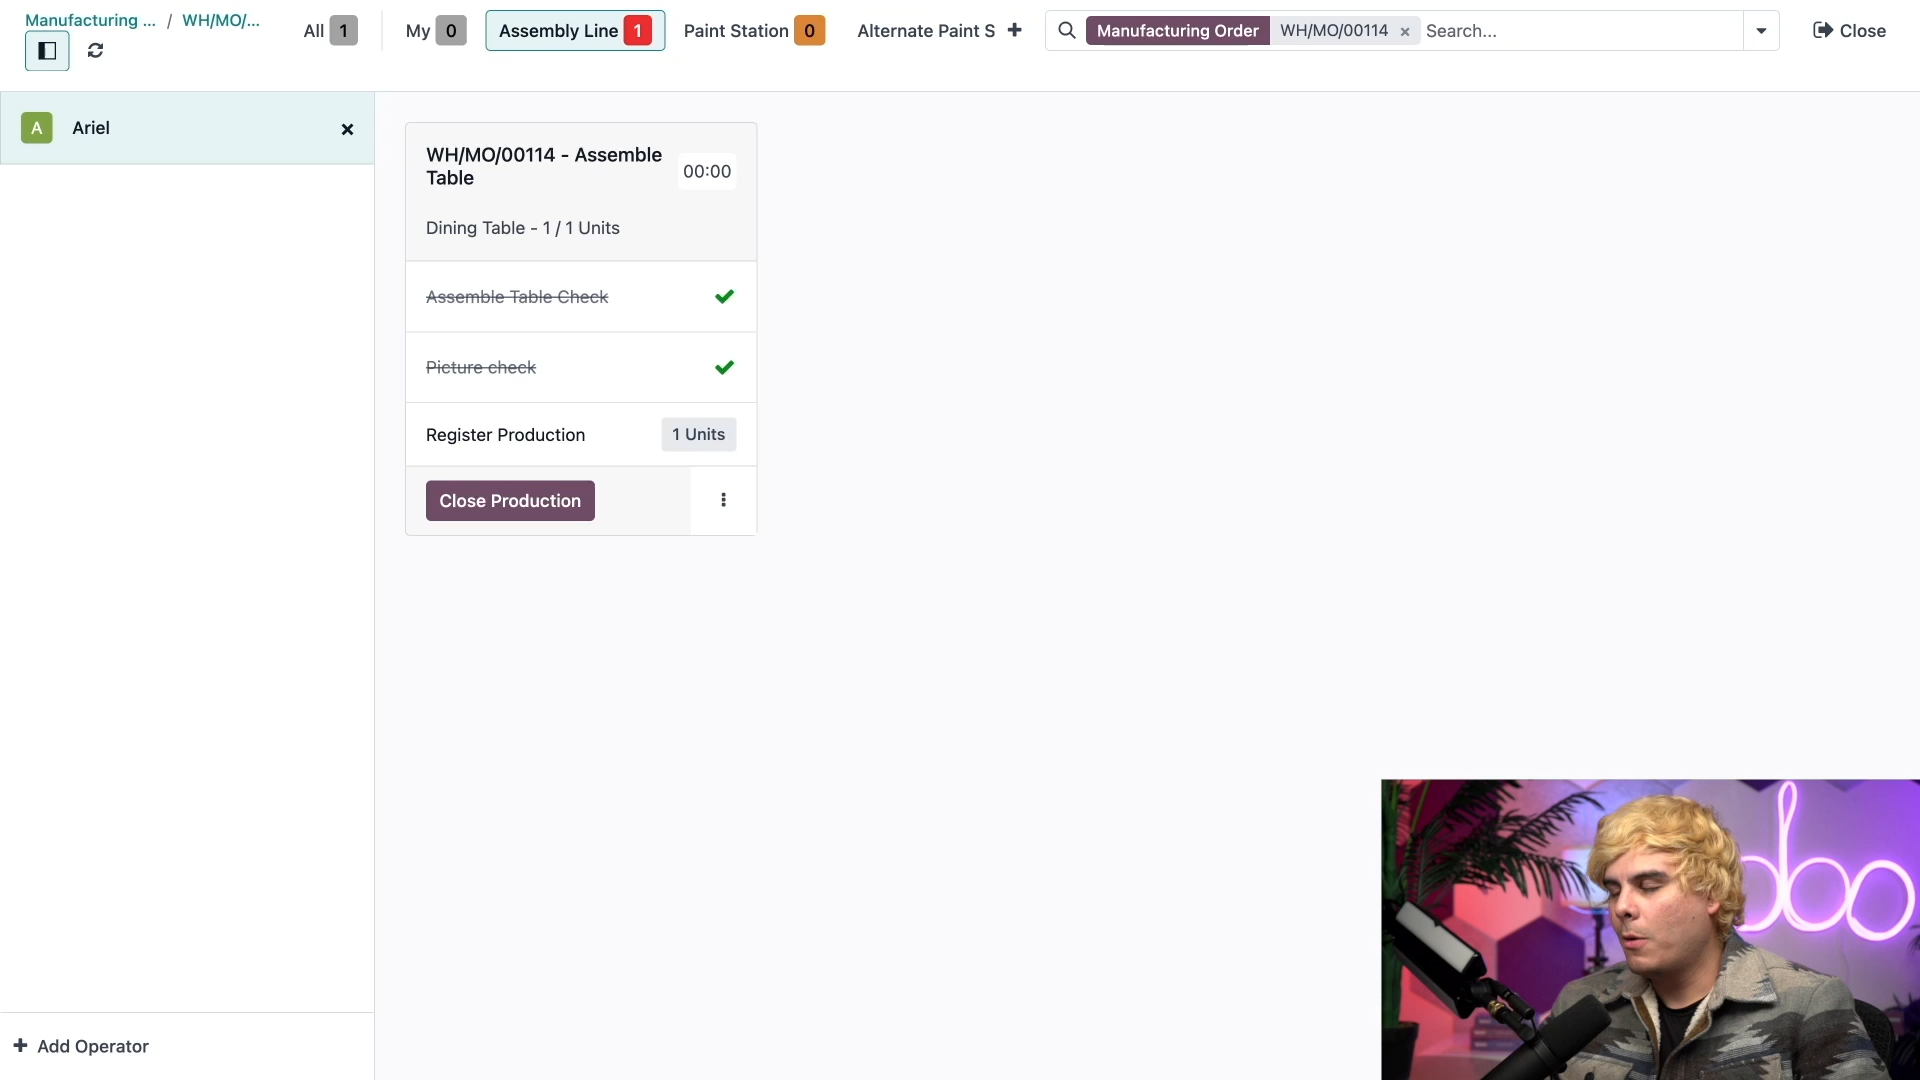 Manufacturing ... / WH/MO/...
All 1
My 0
Assembly Line 1
Paint Station 0
Alternate Paint S
Manufacturing Order WH/MO/00114 × Search...
Close
A Ariel
WH/MO/00114 - Assemble
Table
00:00
Dining Table - 1 / 1 Units
Assemble Table Check
Picture check
Register Production 1 Units
Close Production
Add Operator